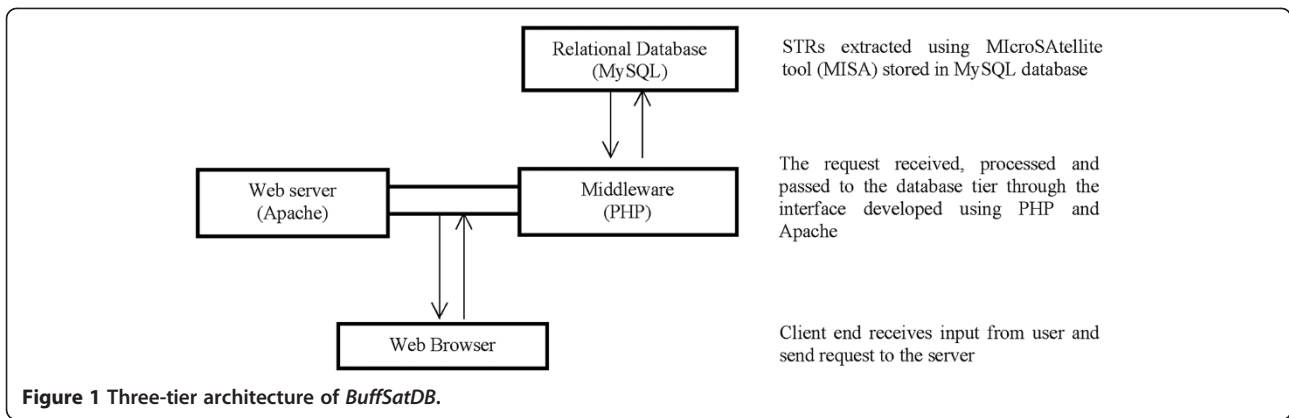 Relational Database
(MySQL)
STRs extracted using MIcroSAtellite
tool (MISA) stored in MySQL database
Web server
(Apache)
Middleware
(PHP)
The request received, processed and
passed to the database tier through the
interface developed using PHP and
Apache
Web Browser
Client end receives input from user and
send request to the server
Figure 1 Three-tier architecture of BuffSatDB.